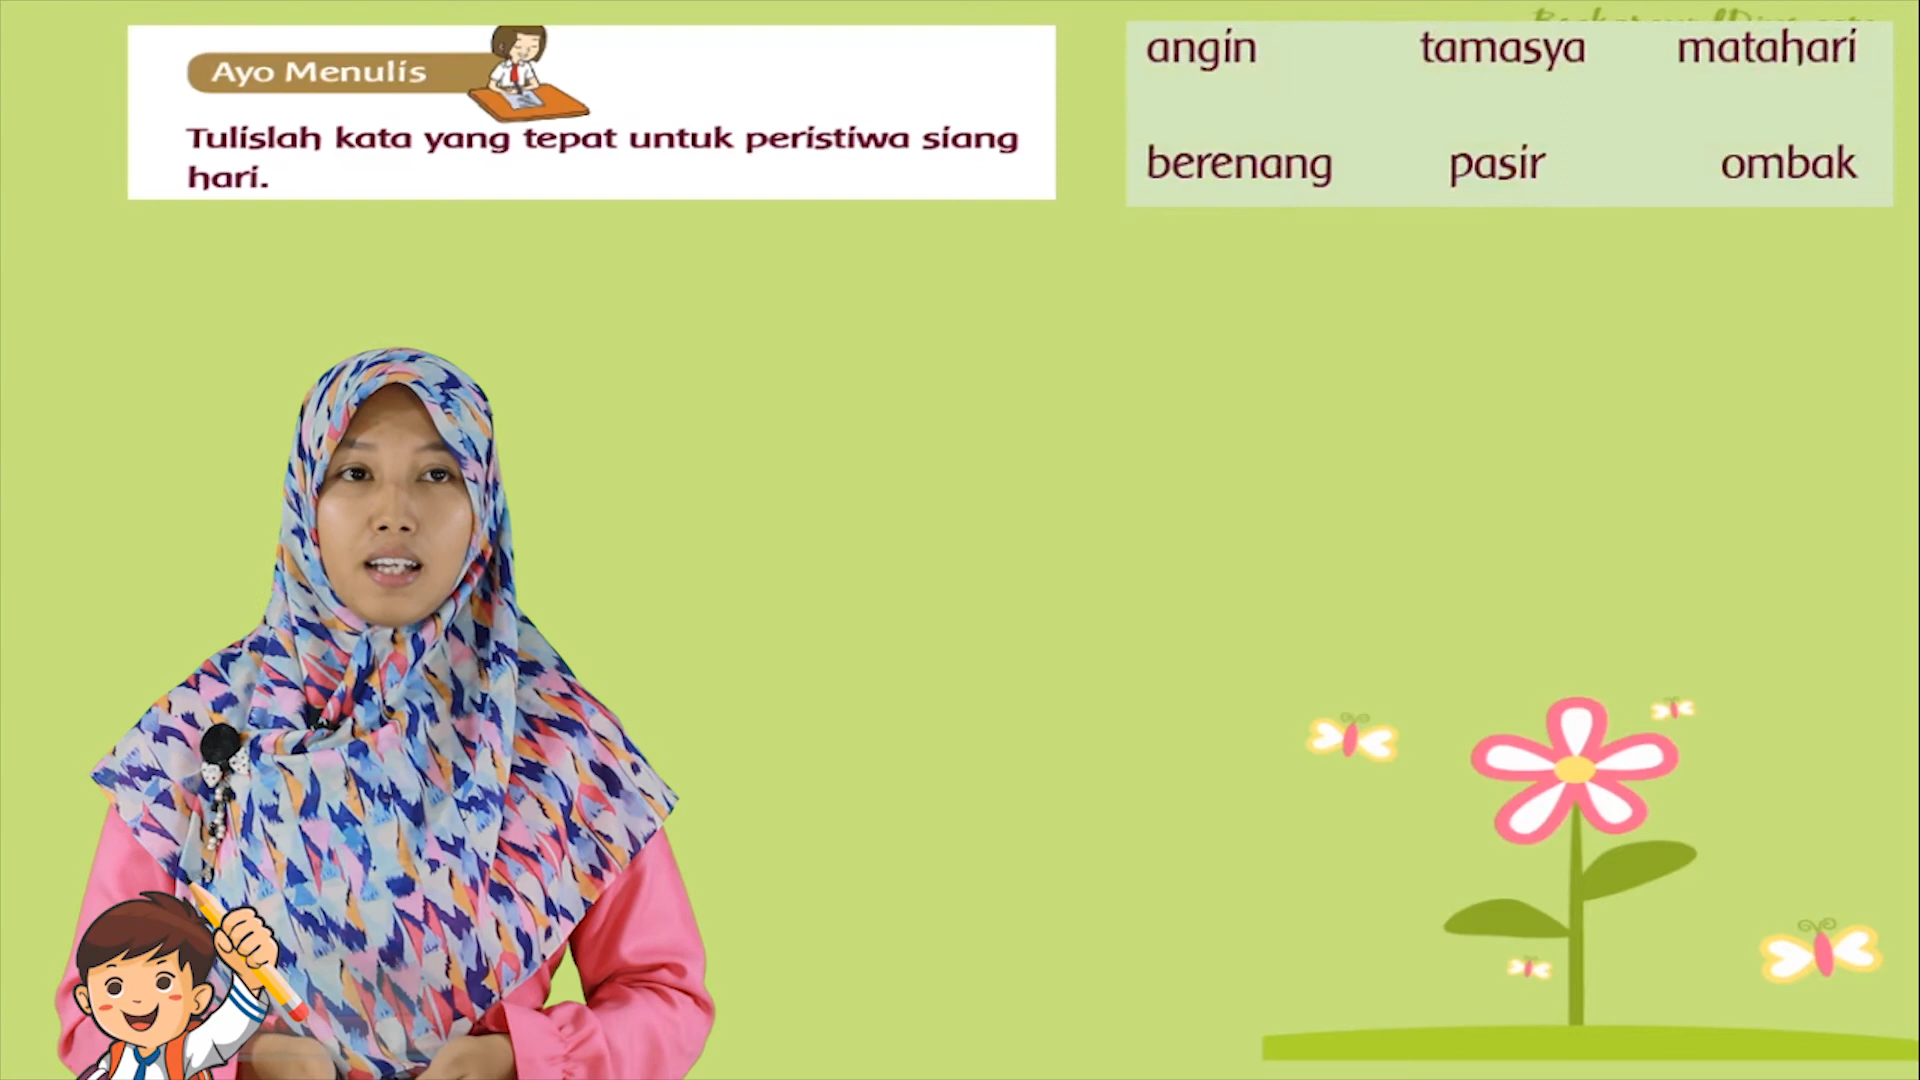 Ayo Menulis
Tulislah kata yang tepat untuk peristiwa siang
hari.
angin tamasya matahari
berenang pasir ombak